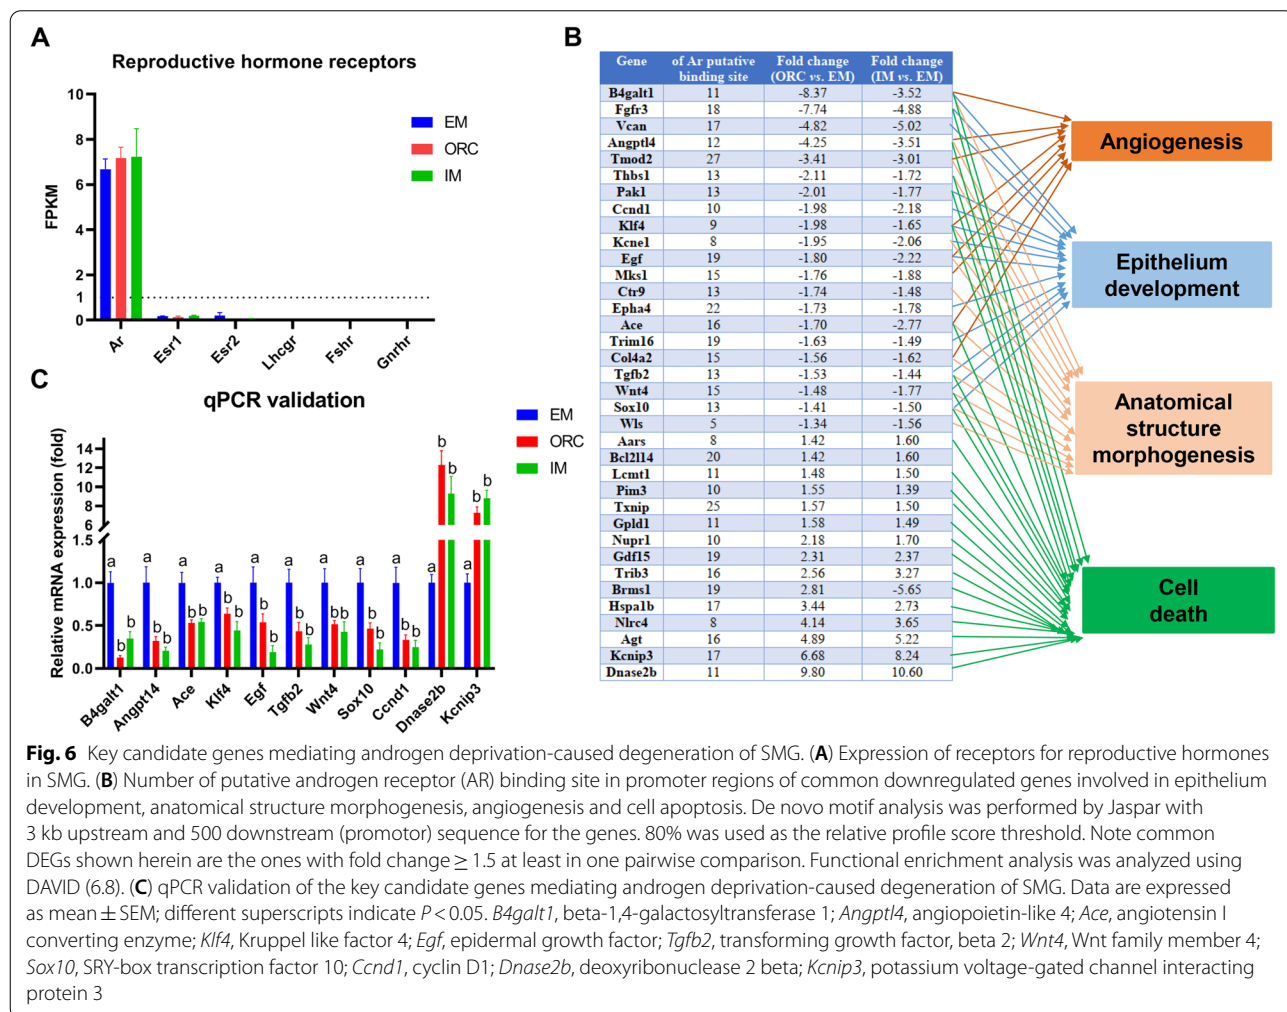 A
Reproductive hormone receptors
FPKM
10
8
6
4
2
1
0
EM
ORC
IM
Ar
Esr1
Esr2
Lhcgr
Fshr
Gnrhr
B
Gene of Ar putative binding site Fold change (ORC vs. EM) Fold change (IM vs. EM)
B4galt1 11 -8.37 -3.52
Fgfr3 18 -7.74 -4.88
Vcan 17 -4.82 -5.02
Angptl4 12 -4.25 -3.51
Tmod2 27 -3.41 -3.01
Thbs1 13 -2.11 -1.72
Pak1 13 -2.01 -1.77
Ccnd1 10 -1.98 -2.18
Klf4 9 -1.98 -1.65
Kcne1 8 -1.95 -2.06
Egf 19 -1.80 -2.22
Mks1 15 -1.76 -1.88
Ctr9 13 -1.74 -1.48
Epha4 22 -1.73 -1.78
Ace 16 -1.70 -2.77
Trim16 19 -1.63 -1.49
Col4a2 15 -1.56 -1.62
Tgfb2 13 -1.53 -1.44
Wnt4 15 -1.48 -1.77
Sox10 13 -1.41 -1.50
Wls 5 -1.34 -1.56
Aars 8 1.42 1.60
Bcl2l14 20 1.42 1.60
Lcmt1 11 1.48 1.50
Pim3 10 1.55 1.39
Txnip 25 1.57 1.50
Gpld1 11 1.58 1.49
Nupr1 10 2.18 1.70
Gdf15 19 2.31 2.37
Trib3 16 2.56 3.27
Brms1 19 2.81 -5.65
Hspa1b 17 3.44 2.73
Nlrc4 8 4.14 3.65
Agt 16 4.89 5.22
Kcnip3 17 6.68 8.24
Dnase2b 11 9.80 10.60
Angiogenesis
Epithelium
development
Anatomical
structure
morphogenesis
Cell
death
C
qPCR validation
Relative mRNA expression (fold)
14
12
10
8
6
1.5
1.0
0.5
0.0
EM
ORC
IM
a b b
a b b
a b b
a b b
a b b
a b b
a b b
a b b
a b b
a b b
a b b
B4galt1
Angpt14
Ace
Klf4
Egf
Tgfb2
Wnt4
Sox10
Ccnd1
Dnase2b
Kcnip3
Fig. 6 Key candidate genes mediating androgen deprivation-caused degeneration of SMG. (A) Expression of receptors for reproductive hormones
in SMG. (B) Number of putative androgen receptor (AR) binding site in promoter regions of common downregulated genes involved in epithelium
development, anatomical structure morphogenesis, angiogenesis and cell apoptosis. De novo motif analysis was performed by Jaspar with
3 kb upstream and 500 downstream (promotor) sequence for the genes. 80% was used as the relative profile score threshold. Note common
DEGs shown herein are the ones with fold change ≥ 1.5 at least in one pairwise comparison. Functional enrichment analysis was analyzed using
DAVID (6.8). (C) qPCR validation of the key candidate genes mediating androgen deprivation-caused degeneration of SMG. Data are expressed
as mean ± SEM; different superscripts indicate P < 0.05. B4galt1, beta-1,4-galactosyltransferase 1; Angptl4, angiopoietin-like 4; Ace, angiotensin I
converting enzyme; Klf4, Kruppel like factor 4; Egf, epidermal growth factor; Tgfb2, transforming growth factor, beta 2; Wnt4, Wnt family member 4;
Sox10, SRY-box transcription factor 10; Ccnd1, cyclin D1; Dnase2b, deoxyribonuclease 2 beta; Kcnip3, potassium voltage-gated channel interacting
protein 3